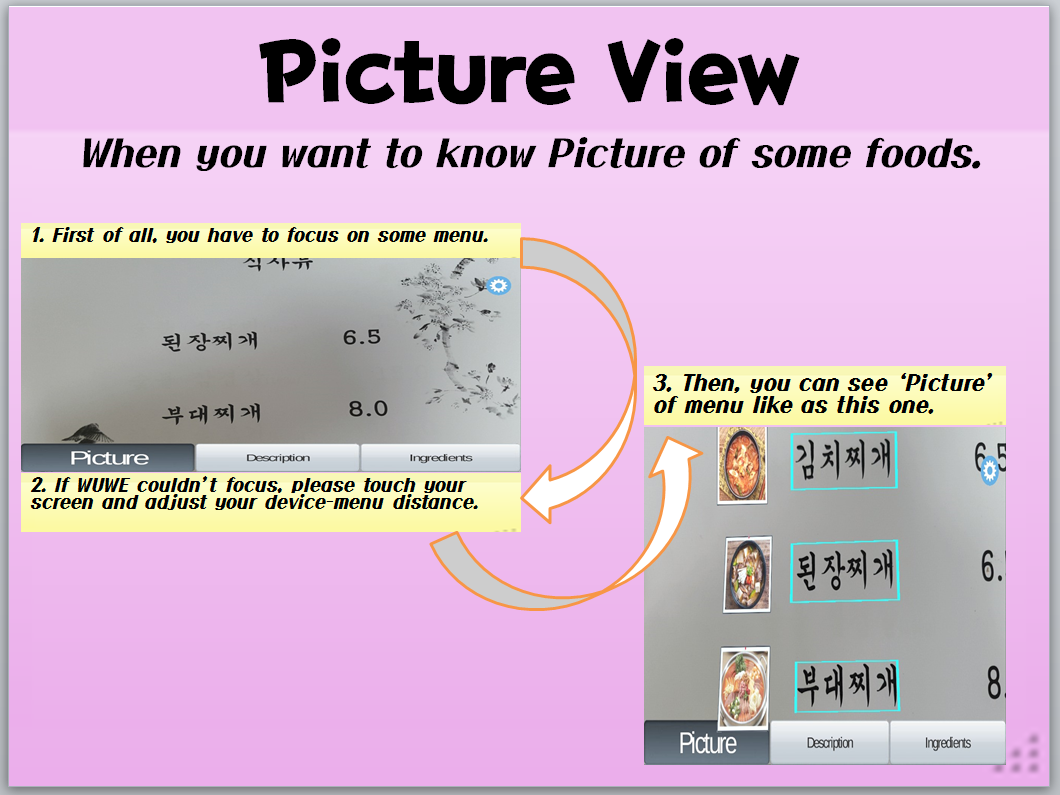 Picture View
When you want to know Picture of some foods.
1. First of all, you have to focus on some menu.
식사류
된장찌개 6.5
부대찌개 8.0
Picture Description Ingredients
2. If WUWE couldn't focus, please touch your
screen and adjust your device-menu distance.
3. Then, you can see ‘Picture’
of menu like as this one.
김치찌개 6.5
된장찌개 6.
부대찌개 8.
Picture Description Ingredients